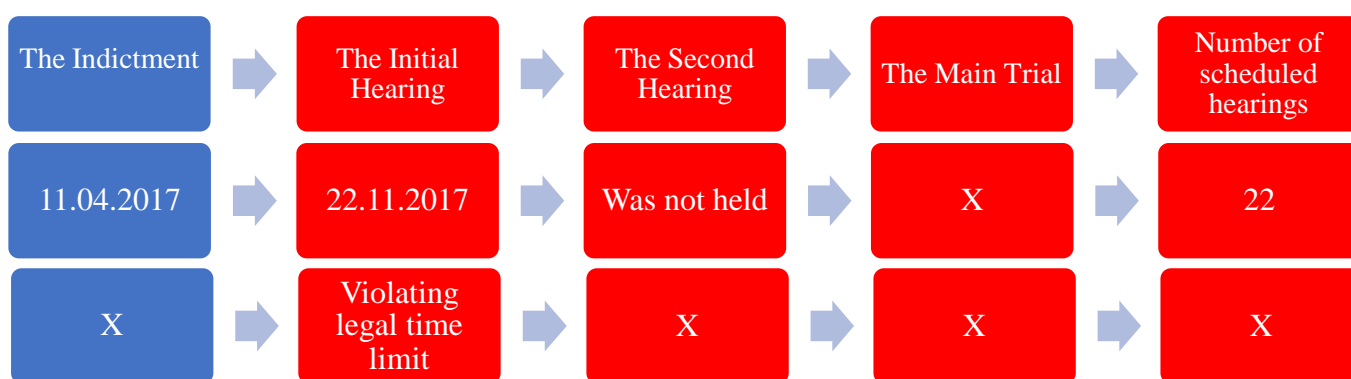 The Indictment
The Initial
Hearing
The Second
Hearing
The Main Trial
Number of
scheduled
hearings
11.04.2017
22.11.2017
Was not held
X
22
X
Violating
legal time
limit
X
X
X